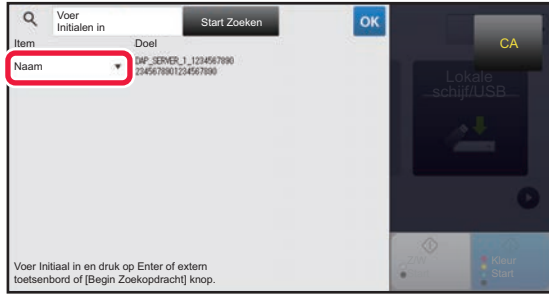 Voer
Initialen in
Start Zoeken
OK
CA
Item
Doel
Naam
DAP_SERVER_1_1234567890
2345678901234567890
Lokale
schijf/USB
Z/W
Kleur
Start
Voer Initiaal in en druk op Enter of extern
toetsenbord of [Begin Zoekopdracht] knop.